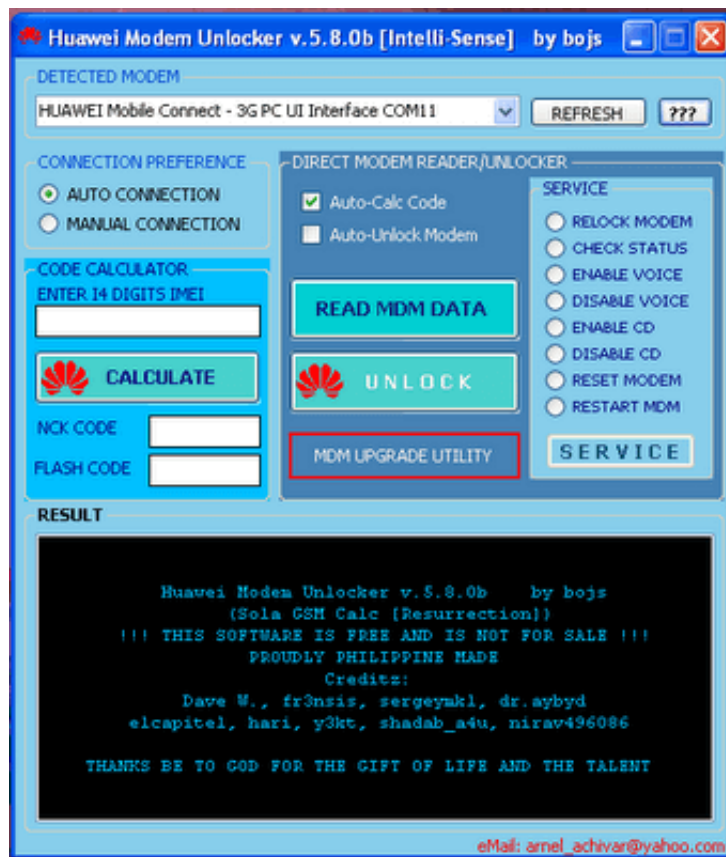 Huawei Modem Unlocker v.5.8.0b [Intelli-Sense] by bojs
DETECTED MODEM
HUAWEI Mobile Connect - 3G PC UI Interface COM11
REFRESH
???
CONNECTION PREFERENCE
AUTO CONNECTION
MANUAL CONNECTION
CODE CALCULATOR
ENTER 14 DIGITS IMEI
CALCULATE
NCK CODE
FLASH CODE
DIRECT MODEM READER/UNLOCKER
Auto-Calc Code
Auto-Unlock Modem
READ MDM DATA
UNLOCK
MDM UPGRADE UTILITY
SERVICE
RELOCK MODEM
CHECK STATUS
ENABLE VOICE
DISABLE VOICE
ENABLE CD
DISABLE CD
RESET MODEM
RESTART MDM
SERVICE
RESULT
Huawei Modem Unlocker v.5.8.0b by bojs
(Sola GSM Calc [Resurrection])
!!! THIS SOFTWARE IS FREE AND IS NOT FOR SALE !!!
PROUDLY PHILIPPINE MADE
Credits:
Dave W., fr3nsis, sergeymkl, dr.aybyd
elcapitel, hari, y3kt, shadab_a4u, nirav496086
THANKS BE TO GOD FOR THE GIFT OF LIFE AND THE TALENT
eMail: arnel_achivar@yahoo.com